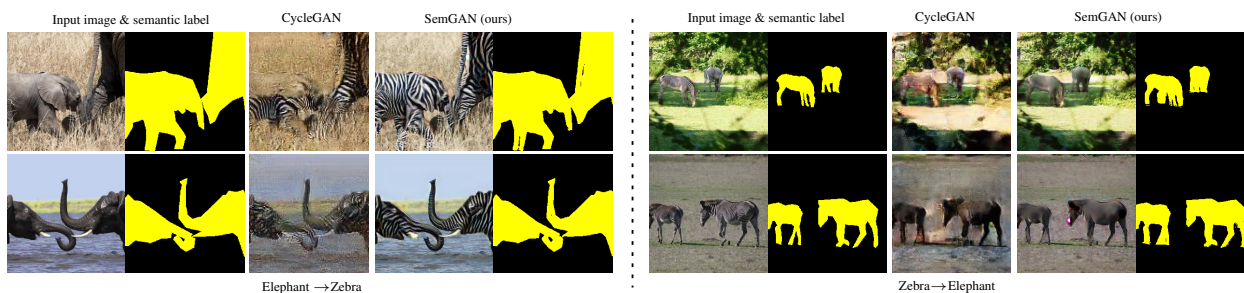 Input image & semantic label CycleGAN SemGAN (ours)
Elephant →Zebra
Input image & semantic label CycleGAN SemGAN (ours)
Zebra→Elephant